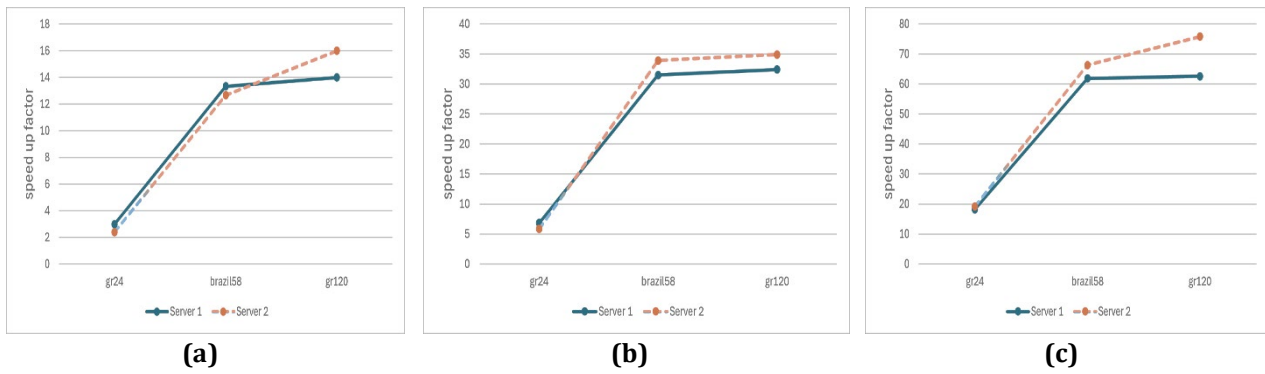 speed up factor
18
16
14
12
10
8
6
4
2
0
gr24 brazil58 gr120
Server 1 Server 2
(a)
speed up factor
40
35
30
25
20
15
10
5
0
gr24 brazil58 gr120
Server 1 Server 2
(b)
speed up factor
80
70
60
50
40
30
20
10
0
gr24 brazil58 gr120
Server 1 Server 2
(c)